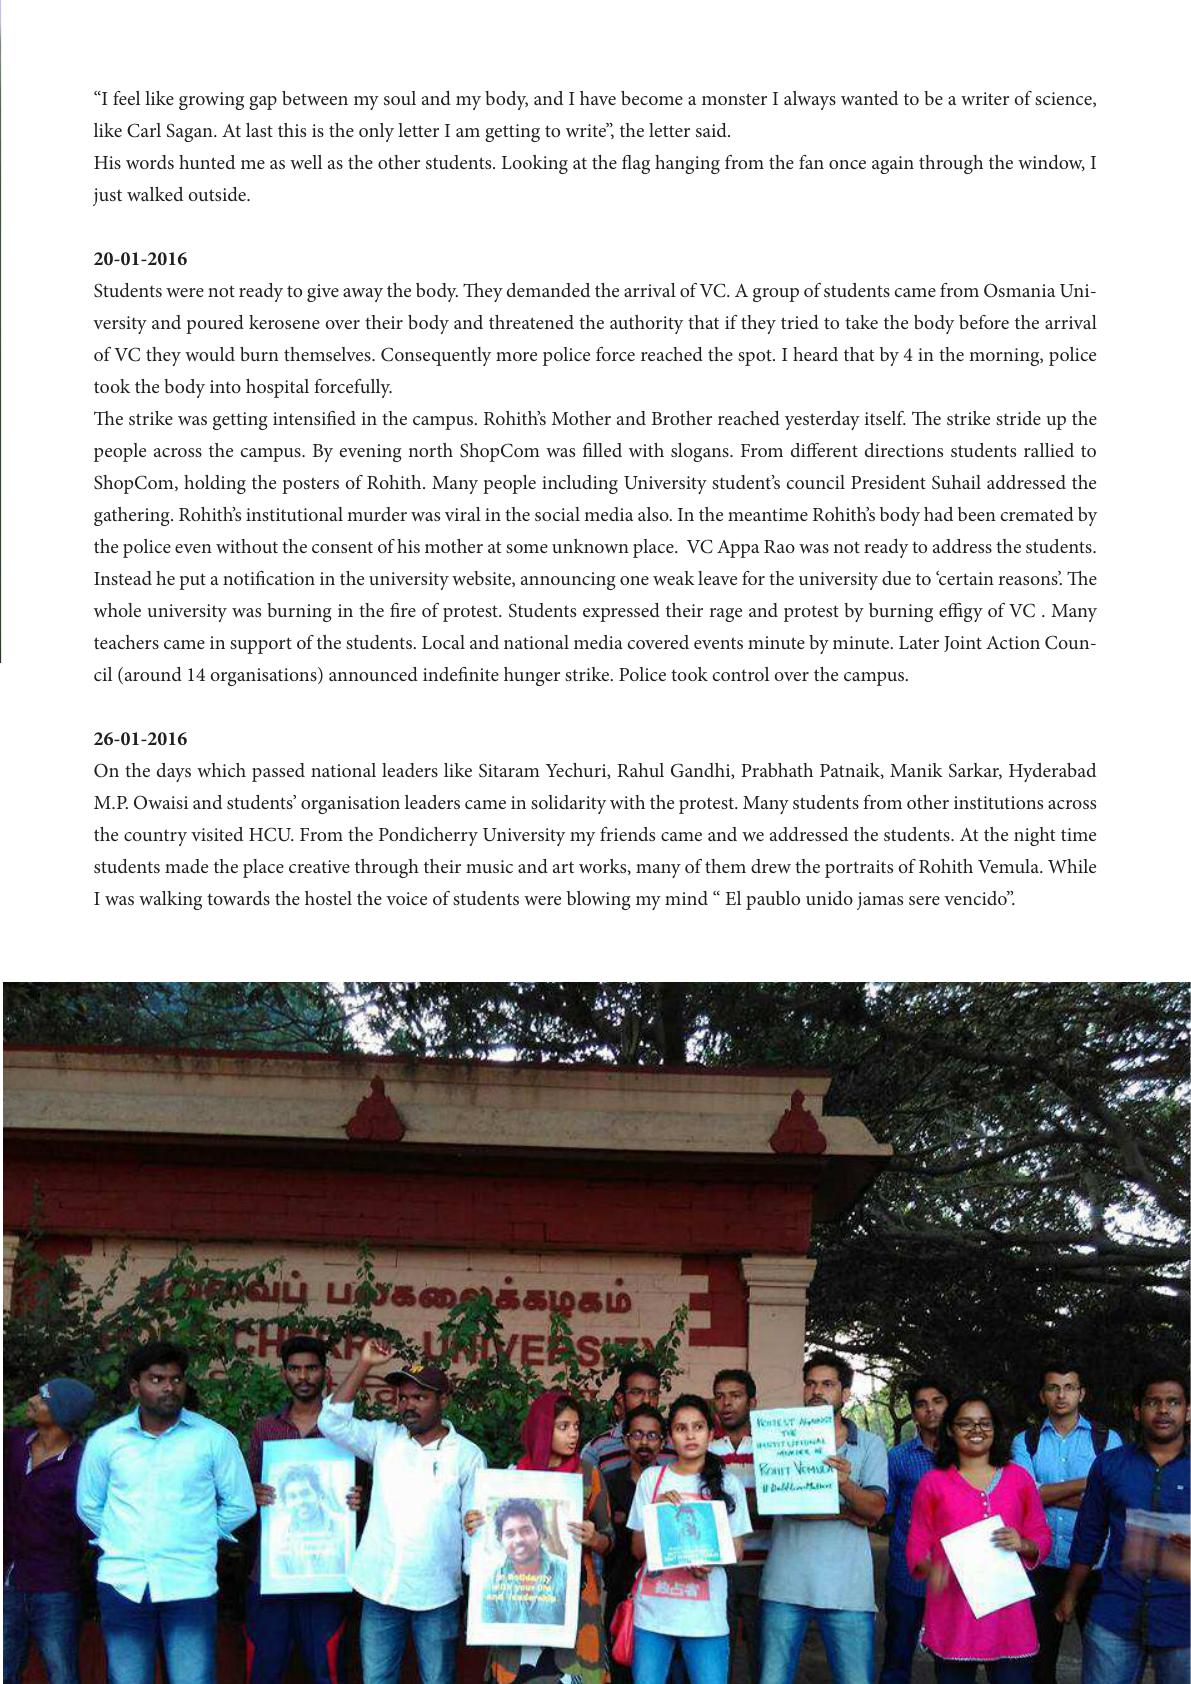 “I feel like growing gap between my soul and my body, and I have become a monster I always wanted to be a writer of science,
like Carl Sagan. At last this is the only letter I am getting to write”, the letter said.
His words hunted me as well as the other students. Looking at the flag hanging from the fan once again through the window, I
just walked outside.
20-01-2016
Students were not ready to give away the body. They demanded the arrival of VC. A group of students came from Osmania Uni-
versity and poured kerosene over their body and threatened the authority that if they tried to take the body before the arrival
of VC they would burn themselves. Consequently more police force reached the spot. I heard that by 4 in the morning, police
took the body into hospital forcefully.
The strike was getting intensified in the campus. Rohith’s Mother and Brother reached yesterday itself. The strike stride up the
people across the campus. By evening north ShopCom was filled with slogans. From different directions students rallied to
ShopCom, holding the posters of Rohith. Many people including University student’s council President Suhail addressed the
gathering. Rohith’s institutional murder was viral in the social media also. In the meantime Rohith’s body had been cremated by
the police even without the consent of his mother at some unknown place.  VC Appa Rao was not ready to address the students.
Instead he put a notification in the university website, announcing one weak leave for the university due to ‘certain reasons’. The
whole university was burning in the fire of protest. Students expressed their rage and protest by burning effigy of VC . Many
teachers came in support of the students. Local and national media covered events minute by minute. Later Joint Action Coun-
cil (around 14 organisations) announced indefinite hunger strike. Police took control over the campus.
26-01-2016
On the days which passed national leaders like Sitaram Yechuri, Rahul Gandhi, Prabhath Patnaik, Manik Sarkar, Hyderabad
M.P. Owaisi and students’ organisation leaders came in solidarity with the protest. Many students from other institutions across
the country visited HCU. From the Pondicherry University my friends came and we addressed the students. At the night time
students made the place creative through their music and art works, many of them drew the portraits of Rohith Vemula. While
I was walking towards the hostel the voice of students were blowing my mind “ El paublo unido jamas sere vencido”.
பல்கலைக்கழகம்
UNIVERSITY
PROTEST AGAINST
THE
INSTITUTIONAL
MURDER OF
ROHIT VEMULA
#DalitLivesMatters
In Solidarity
with your life
and leadership